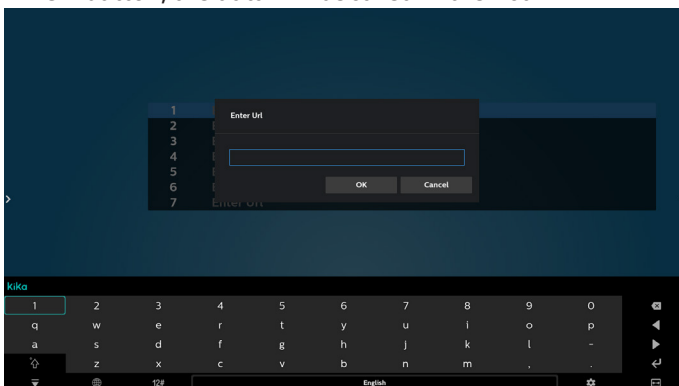 1
Enter Url
2
3
4
5
OK Cancel
6
7 Enter Url
kika
1 2 3 4 5 6 7 8 9 0
q w e r t y u i o p
a s d f g h j k l -
z x c v b n m , .
12# English